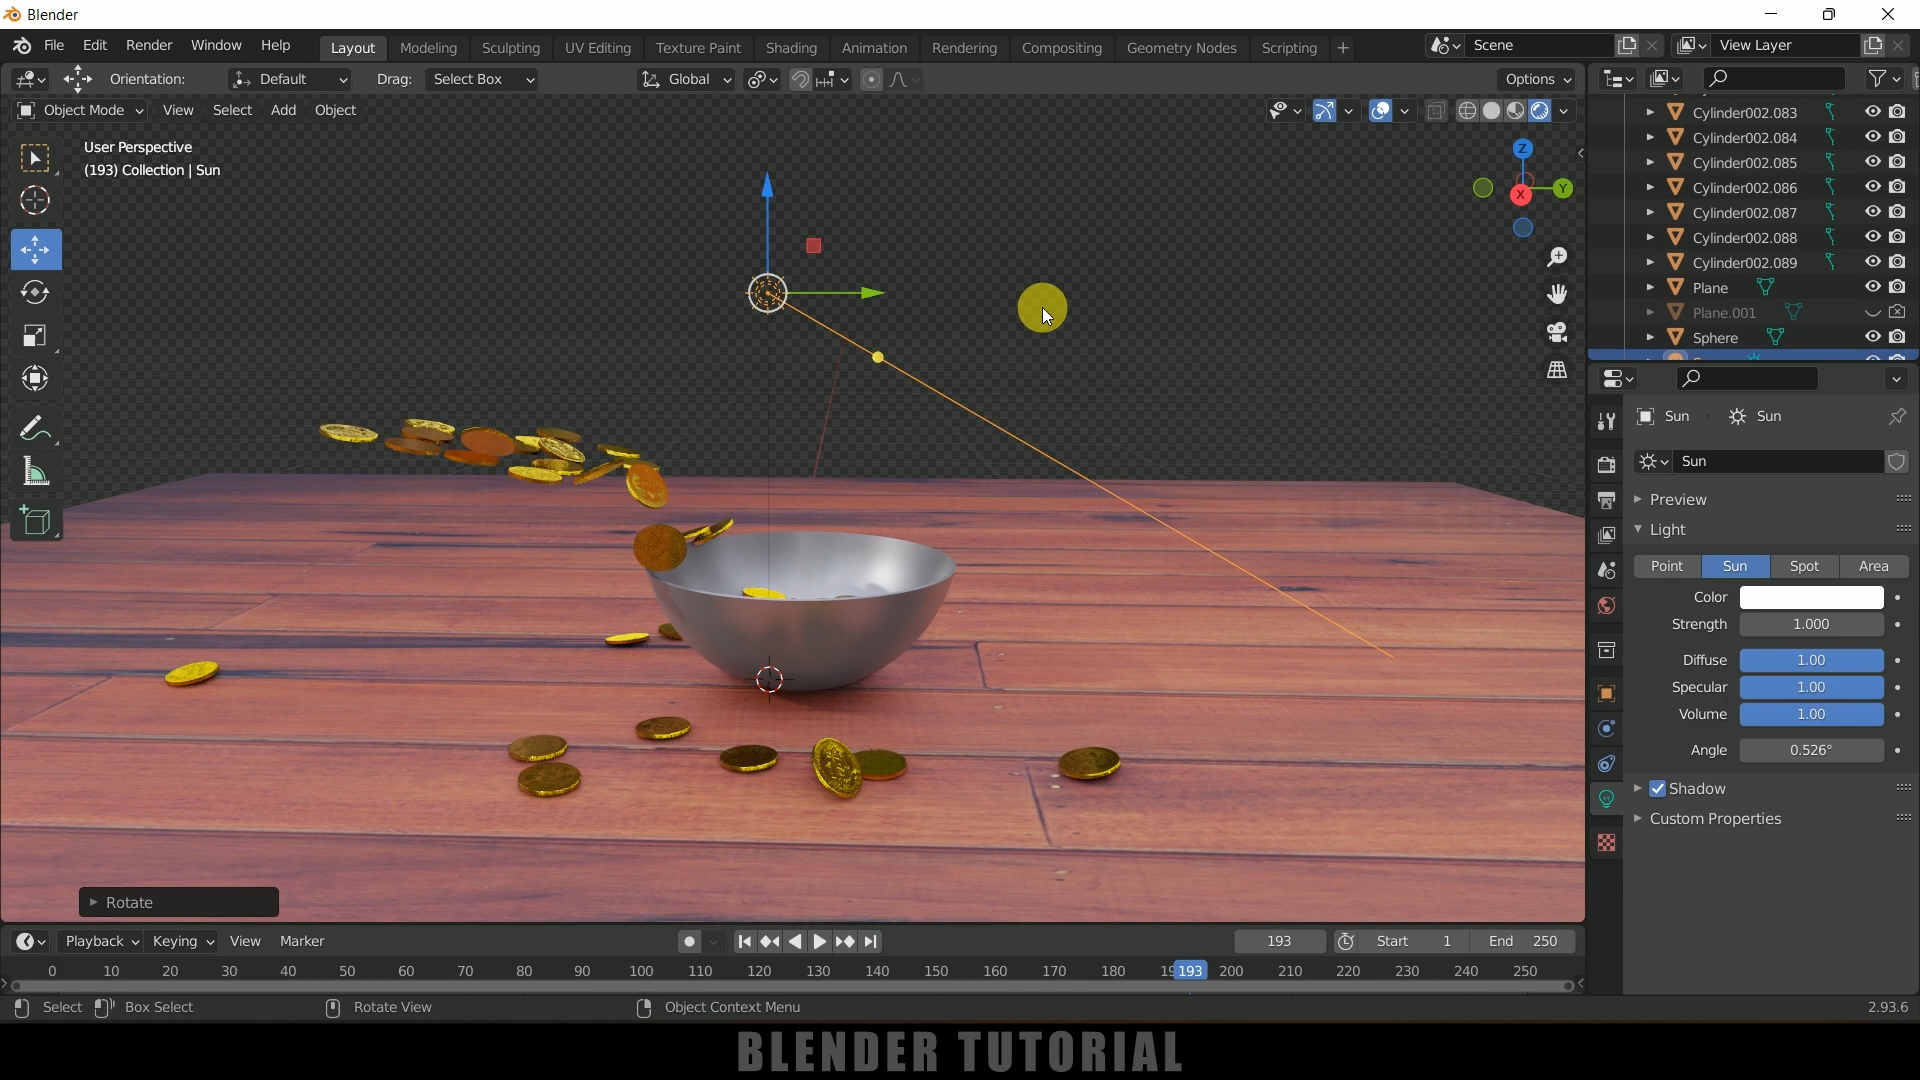 Blender
File Edit Render Window Help Layout Modeling Sculpting UV Editing Texture Paint Shading Animation Rendering Compositing Geometry Nodes Scripting + Scene View Layer
Orientation: Default Drag: Select Box Global Options
Object Mode View Select Add Object
User Perspective
(193) Collection | Sun
Z
Y
X
Cylinder002.083
Cylinder002.084
Cylinder002.085
Cylinder002.086
Cylinder002.087
Cylinder002.088
Cylinder002.089
Plane
Plane.001
Sphere
Sun Sun
Sun
Preview
Light
Point Sun Spot Area
Color
Strength 1.000
Diffuse 1.00
Specular 1.00
Volume 1.00
Angle 0.526°
Shadow
Custom Properties
Rotate
Playback Keying View Marker 193 Start 1 End 250
0 10 20 30 40 50 60 70 80 90 100 110 120 130 140 150 160 170 180 193 200 210 220 230 240 250
Select Box Select Rotate View Object Context Menu 2.93.6
BLENDER TUTORIAL